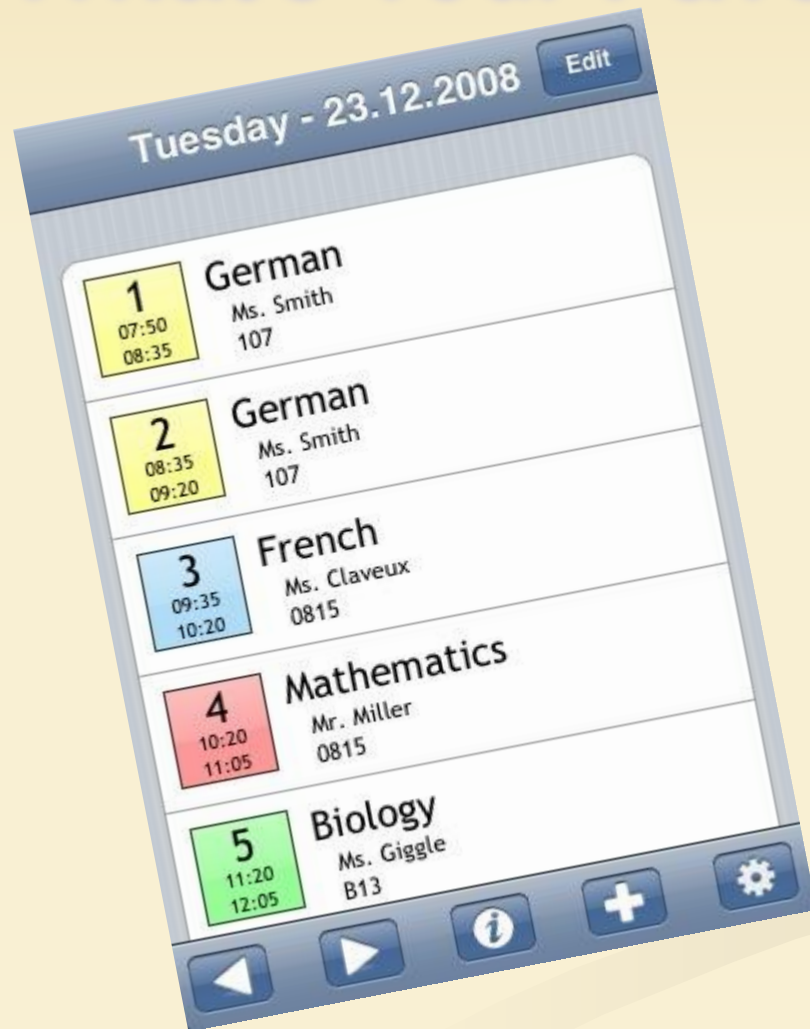 Tuesday - 23.12.2008
Edit
1
07:50
08:35
German
Ms. Smith
107
2
08:35
09:20
German
Ms. Smith
107
3
09:35
10:20
French
Ms. Claveux
0815
4
10:20
11:05
Mathematics
Mr. Miller
0815
5
11:20
12:05
Biology
Ms. Giggle
B13